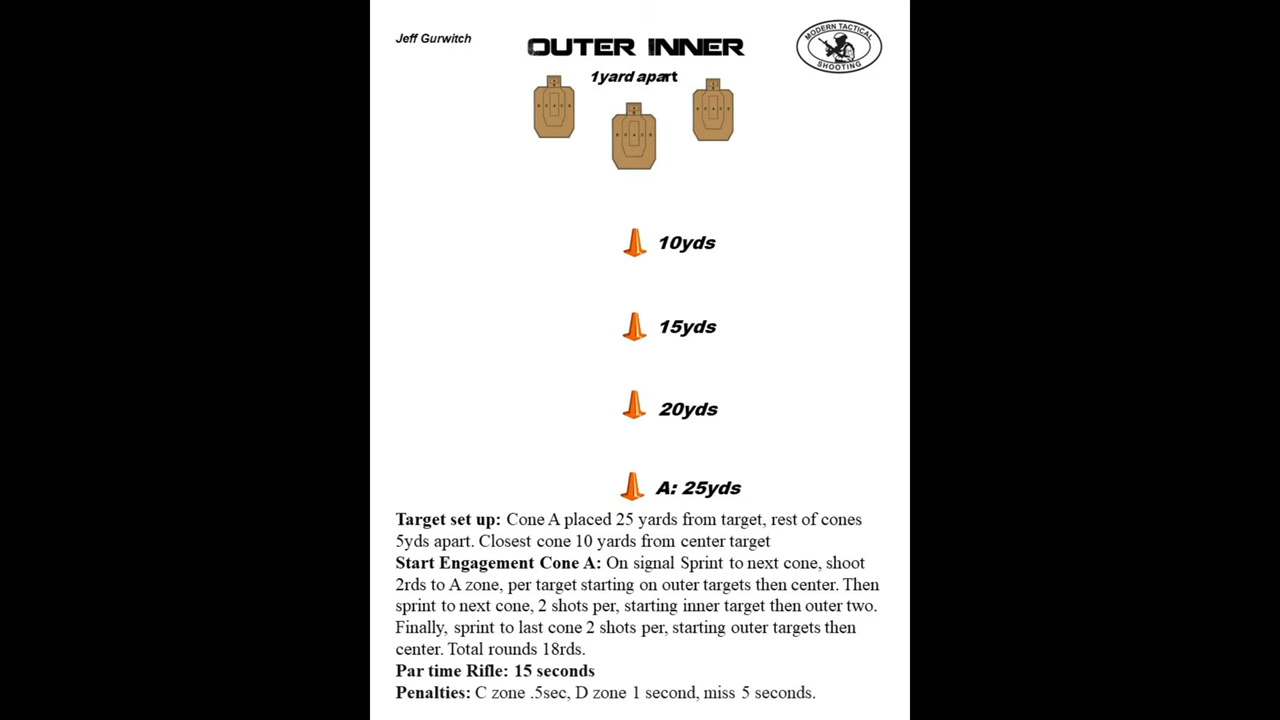 Jeff Gurwitch
OUTER INNER
MODERN TACTICAL
SHOOTING
1yard apart
10yds
15yds
20yds
A: 25yds
Target set up: Cone A placed 25 yards from target, rest of cones
5yds apart. Closest cone 10 yards from center target
Start Engagement Cone A: On signal Sprint to next cone, shoot
2rds to A zone, per target starting on outer targets then center. Then
sprint to next cone, 2 shots per, starting inner target then outer two.
Finally, sprint to last cone 2 shots per, starting outer targets then
center. Total rounds 18rds.
Par time Rifle: 15 seconds
Penalties: C zone .5sec, D zone 1 second, miss 5 seconds.